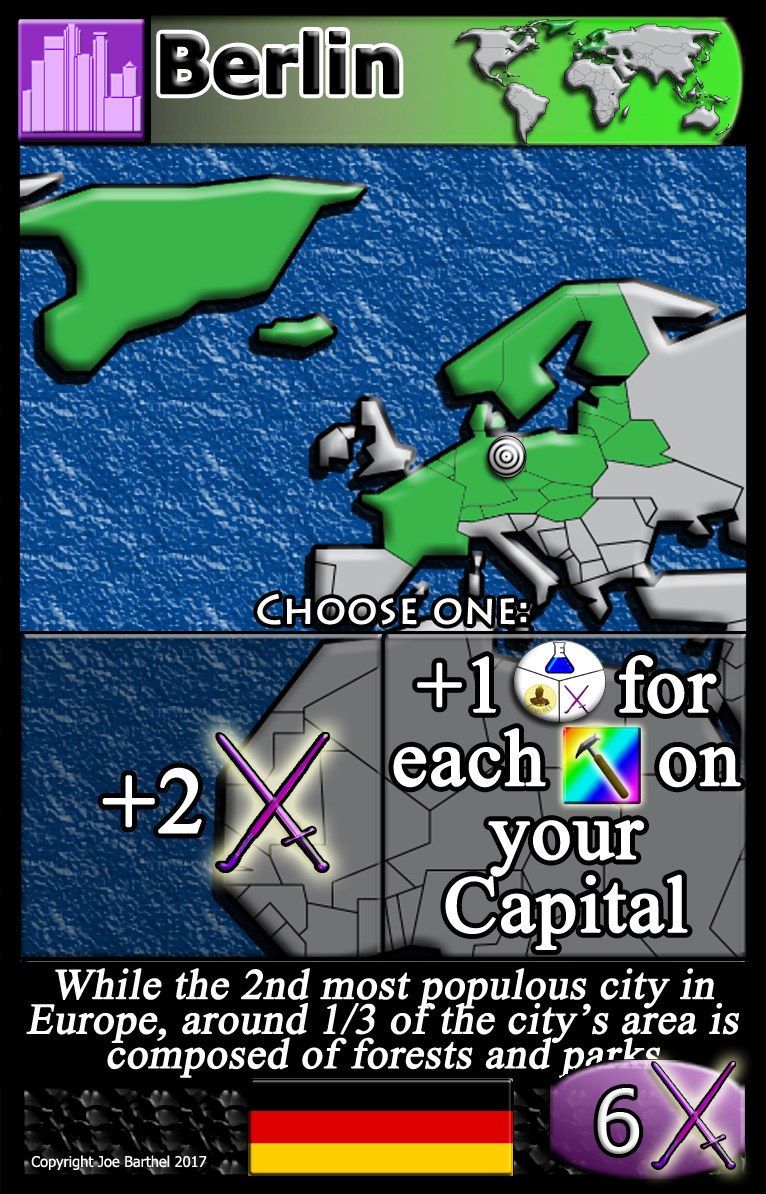 Berlin
CHOOSE ONE:
+2
+1 for
each on
your
Capital
While the 2nd most populous city in
Europe, around 1/3 of the city's area is
composed of forests and parks
6
Copyright Joe Barthel 2017